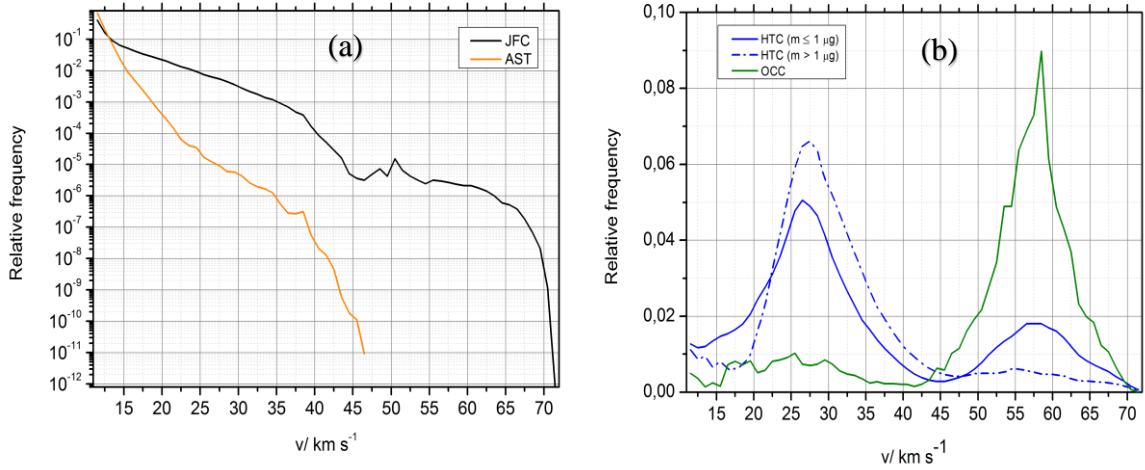 (a)
JFC
AST
Relative frequency
10⁻¹
10⁻²
10⁻³
10⁻⁴
10⁻⁵
10⁻⁶
10⁻⁷
10⁻⁸
10⁻⁹
10⁻¹⁰
10⁻¹¹
10⁻¹²
15 20 25 30 35 40 45 50 55 60 65 70
v/ km s⁻¹
(b)
HTC (m ≤ 1 μg)
HTC (m > 1 μg)
OCC
Relative frequency
0,10
0,08
0,06
0,04
0,02
0,00
15 20 25 30 35 40 45 50 55 60 65 70
v/ km s⁻¹